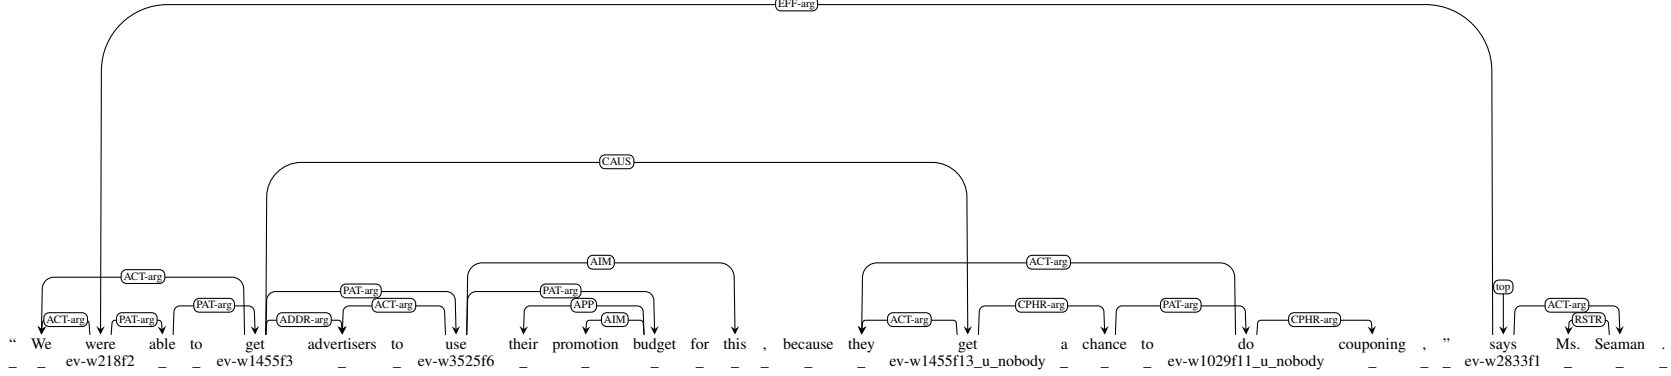 EFF-arg
CAUS
AIM ACT-arg
ACT-arg top
PAT-arg PAT-arg
PAT-arg ACT-arg APP CPHR-arg PAT-arg ACT-arg
ACT-arg PAT-arg ADDR-arg AIM ACT-arg CPHR-arg RSTR
“ We were able to get advertisers to use their promotion budget for this , because they get a chance to do couponing , ” says Ms. Seaman .
_ _ ev-w218f2 _ _ ev-w1455f3 _ _ ev-w3525f6 _ _ _ _ _ _ _ _ ev-w1455f13_u_nobody _ _ _ ev-w1029f11_u_nobody _ _ _ ev-w2833f1 _ _ _